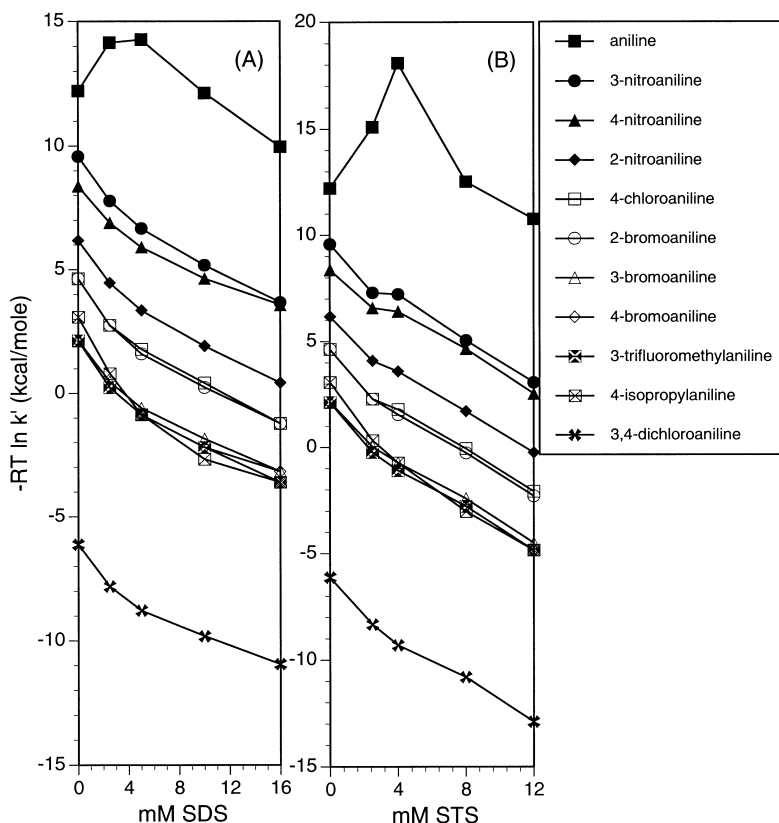 -RT ln k' (kcal/mole)
15
10
5
0
-5
-10
-15
(A)
0 4 8 12 16
mM SDS
20
15
10
5
0
-5
-10
-15
(B)
0 4 8 12
mM STS
aniline
3-nitroaniline
4-nitroaniline
2-nitroaniline
4-chloroaniline
2-bromoaniline
3-bromoaniline
4-bromoaniline
3-trifluoromethylaniline
4-isopropylaniline
3,4-dichloroaniline